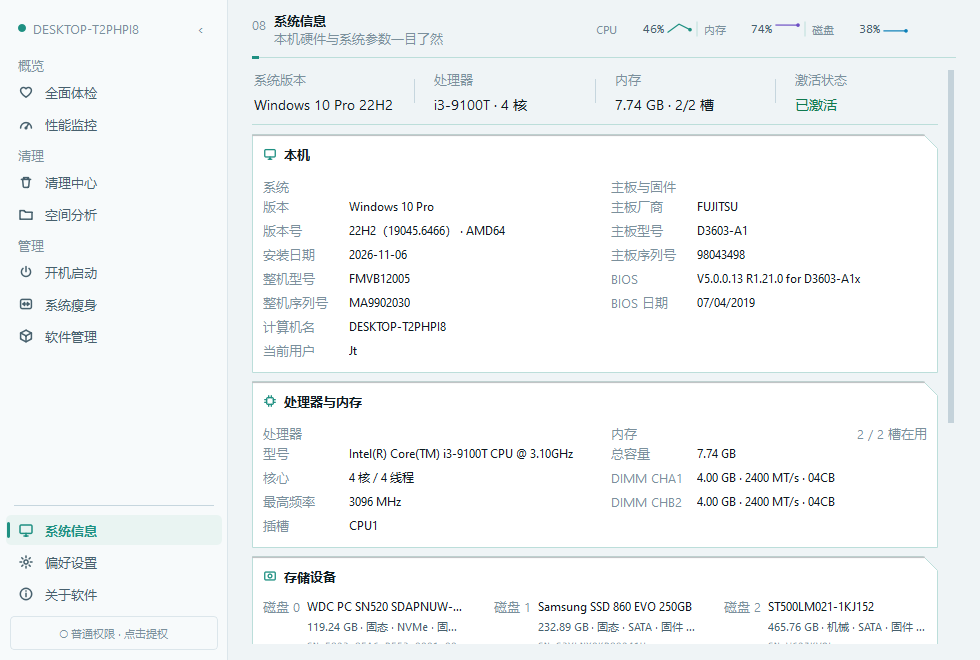 DESKTOP-T2PHPI8
概览
全面体检
性能监控
清理
清理中心
空间分析
管理
开机启动
系统瘦身
软件管理
系统信息
偏好设置
关于软件
普通权限 · 点击提权
08 系统信息
本机硬件与系统参数一目了然
CPU 46% 内存 74% 磁盘 38%
系统版本 处理器 内存 激活状态
Windows 10 Pro 22H2 i3-9100T · 4 核 7.74 GB · 2/2 槽 已激活
本机
系统 主板与固件
版本 Windows 10 Pro 主板厂商 FUJITSU
版本号 22H2（19045.6466） · AMD64 主板型号 D3603-A1
安装日期 2026-11-06 主板序列号 98043498
整机型号 FMVB12005 BIOS V5.0.0.13 R1.21.0 for D3603-A1x
整机序列号 MA9902030 BIOS 日期 07/04/2019
计算机名 DESKTOP-T2PHPI8
当前用户 Jt
处理器与内存
处理器 内存 2 / 2 槽在用
型号 Intel(R) Core(TM) i3-9100T CPU @ 3.10GHz 总容量 7.74 GB
核心 4 核 / 4 线程 DIMM CHA1 4.00 GB · 2400 MT/s · 04CB
最高频率 3096 MHz DIMM CHB2 4.00 GB · 2400 MT/s · 04CB
插槽 CPU1
存储设备
磁盘 0 WDC PC SN520 SDAPNUW-... 磁盘 1 Samsung SSD 860 EVO 250GB 磁盘 2 ST500LM021-1KJ152
119.24 GB · 固态 · NVMe · 固... 232.89 GB · 固态 · SATA · 固件 ... 465.76 GB · 机械 · SATA · 固件 ...